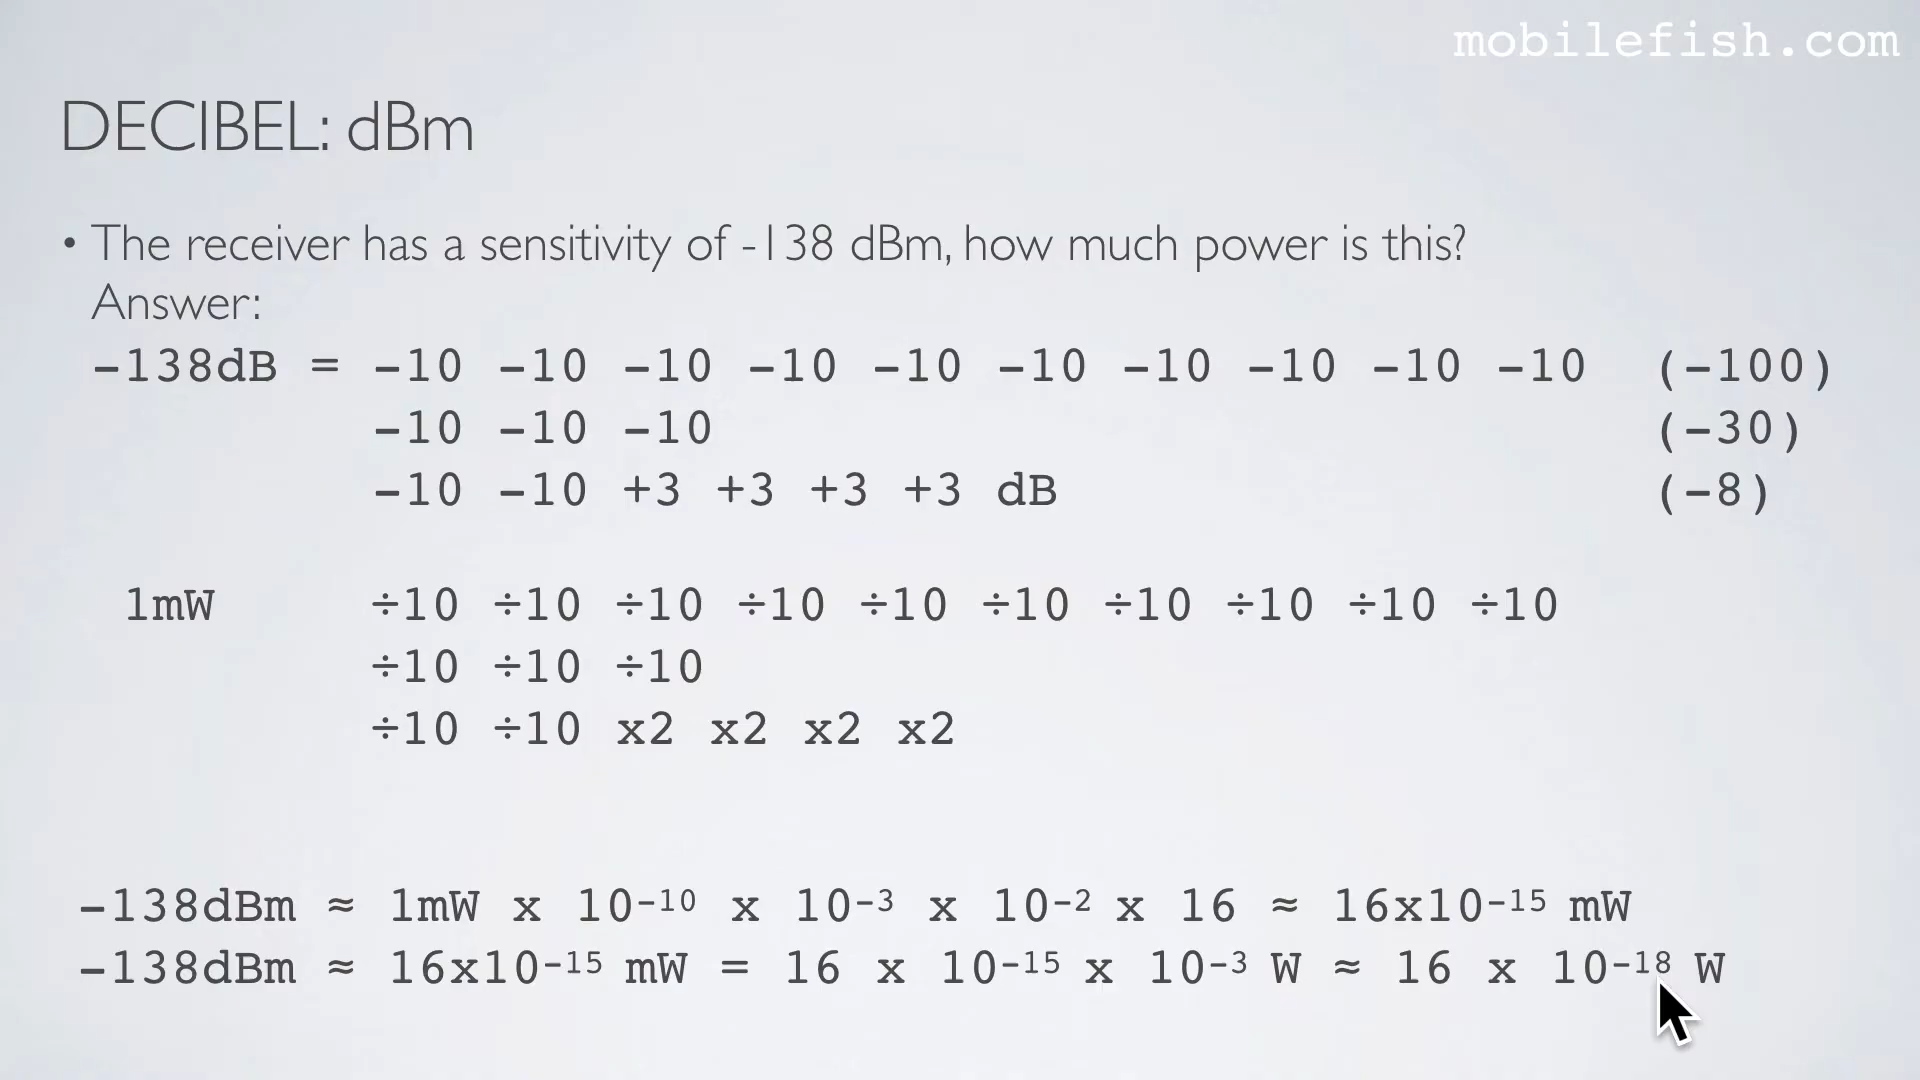 mobilefish.com
DECIBEL: dBm
• The receiver has a sensitivity of -138 dBm, how much power is this?
Answer:
-138dB = -10 -10 -10 -10 -10 -10 -10 -10 -10 -10 (-100)
-10 -10 -10 (-30)
-10 -10 +3 +3 +3 +3 dB (-8)
1mW ÷10 ÷10 ÷10 ÷10 ÷10 ÷10 ÷10 ÷10 ÷10 ÷10
÷10 ÷10 ÷10
÷10 ÷10 x2 x2 x2 x2
-138dBm ≈ 1mW x 10⁻¹⁰ x 10⁻³ x 10⁻² x 16 ≈ 16x10⁻¹⁵ mW
-138dBm ≈ 16x10⁻¹⁵ mW = 16 x 10⁻¹⁵ x 10⁻³ W ≈ 16 x 10⁻¹⁸ W